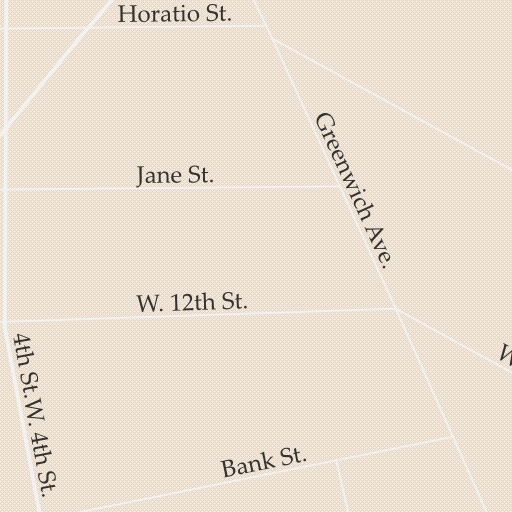 Horatio St.
Greenwich Ave.
Jane St.
W. 12th St.
W
4th St.W. 4th St.
Bank St.